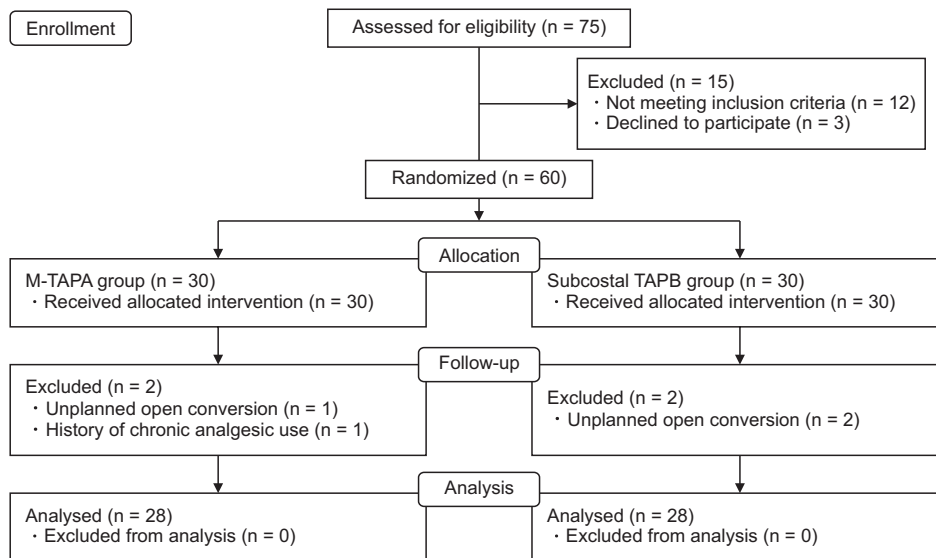 Enrollment
Assessed for eligibility (n = 75)
Excluded (n = 15)
· Not meeting inclusion criteria (n = 12)
· Declined to participate (n = 3)
Randomized (n = 60)
Allocation
M-TAPA group (n = 30)
· Received allocated intervention (n = 30)
Subcostal TAPB group (n = 30)
· Received allocated intervention (n = 30)
Follow-up
Excluded (n = 2)
· Unplanned open conversion (n = 1)
· History of chronic analgesic use (n = 1)
Excluded (n = 2)
· Unplanned open conversion (n = 2)
Analysis
Analysed (n = 28)
· Excluded from analysis (n = 0)
Analysed (n = 28)
· Excluded from analysis (n = 0)